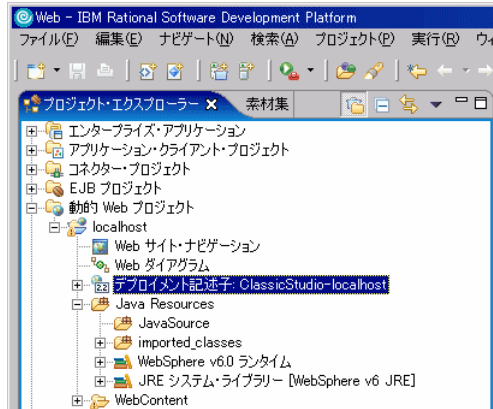 Web - IBM Rational Software Development Platform
ファイル(F) 編集(E) ナビゲート(N) 検索(A) プロジェクト(P) 実行(R) ウィ
プロジェクト・エクスプローラー 素材集
エンタープライズ・アプリケーション
アプリケーション・クライアント・プロジェクト
コネクター・プロジェクト
EJB プロジェクト
動的 Web プロジェクト
localhost
Web サイト・ナビゲーション
Web ダイアグラム
2.2 デプロイメント記述子: ClassicStudio-localhost
Java Resources
JavaSource
imported_classes
WebSphere v6.0 ランタイム
JRE システム・ライブラリー [WebSphere v6 JRE]
WebContent